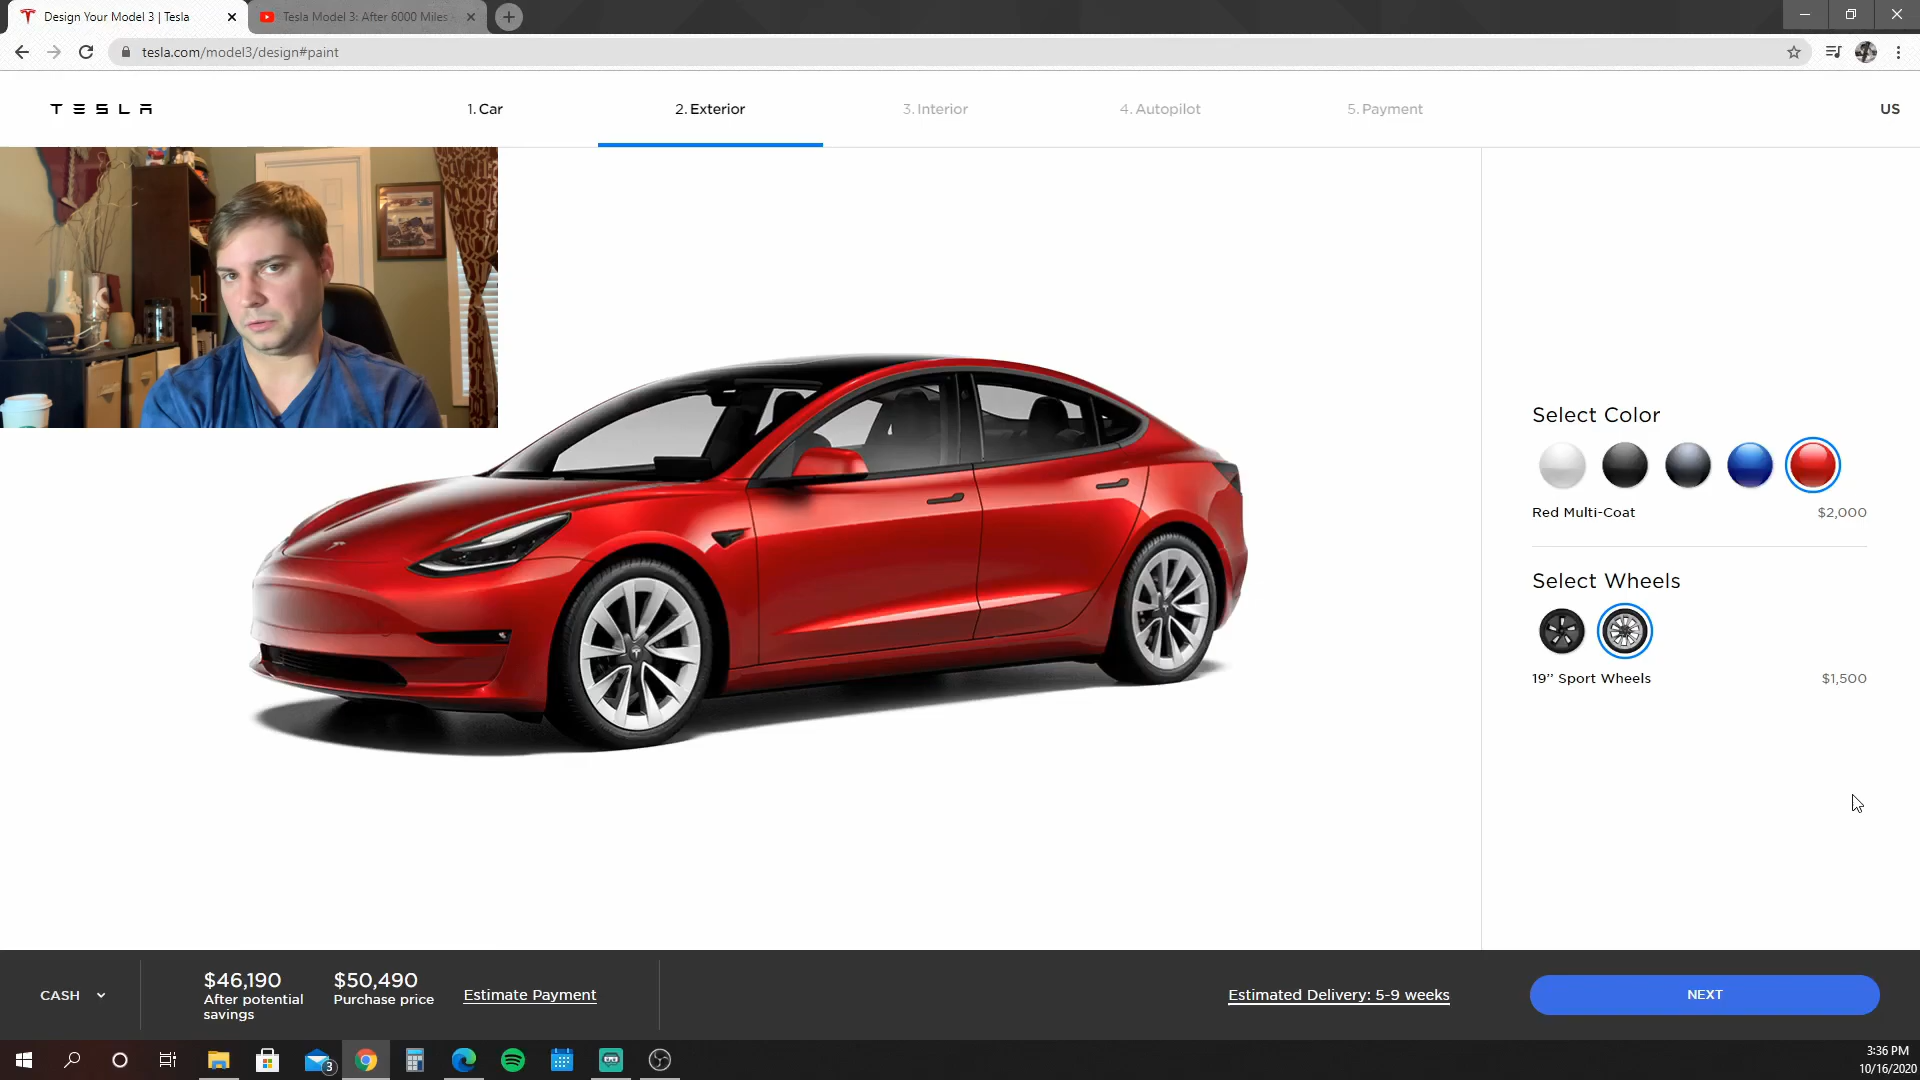 Design Your Model 3 | Tesla
Tesla Model 3: After 6000 Miles -
tesla.com/model3/design#paint
TESLA
1. Car
2. Exterior
3. Interior
4. Autopilot
5. Payment
US
Select Color
Red Multi-Coat $2,000
Select Wheels
19’’ Sport Wheels $1,500
CASH
$46,190
After potential
savings
$50,490
Purchase price
Estimate Payment
Estimated Delivery: 5-9 weeks
NEXT
3
3:36 PM
10/16/2020